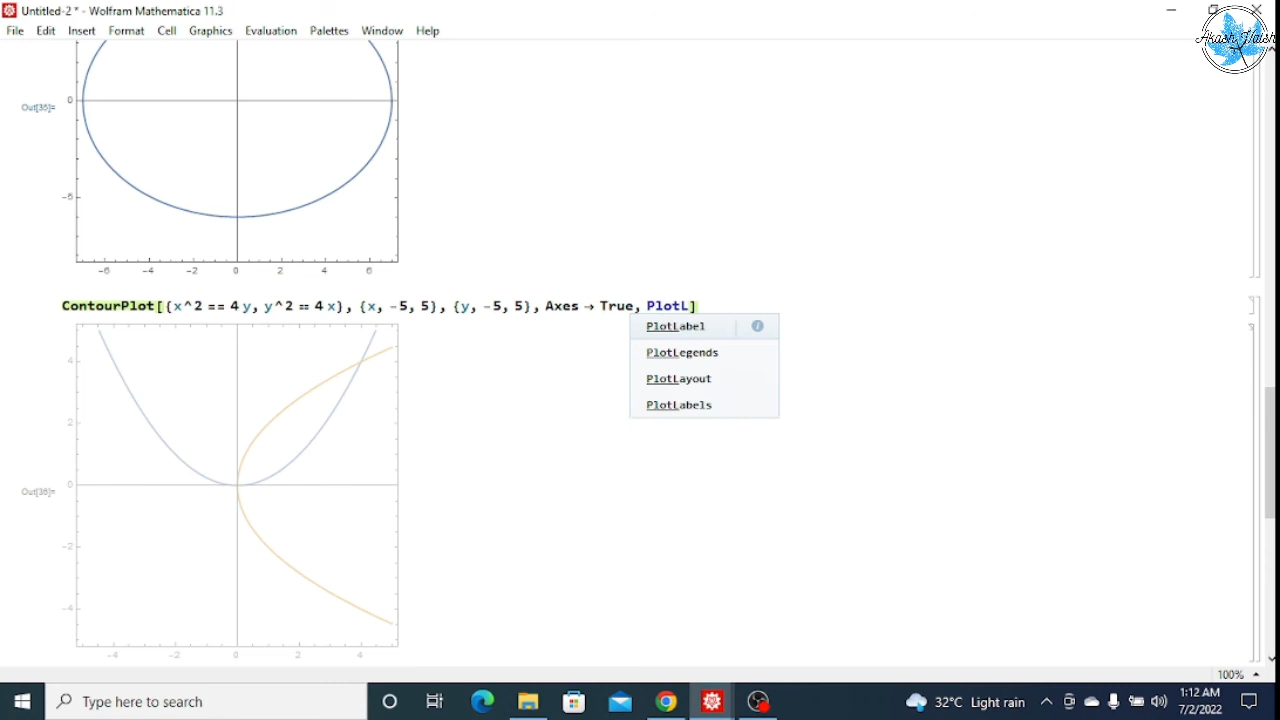 Untitled-2 * - Wolfram Mathematica 11.3
File Edit Insert Format Cell Graphics Evaluation Palettes Window Help
Out[35]=
0
-5
-6 -4 -2 0 2 4 6
ContourPlot[{x^2 == 4 y, y^2 == 4 x}, {x, -5, 5}, {y, -5, 5}, Axes → True, PlotL]
PlotLabel
PlotLegends
PlotLayout
PlotLabels
4
2
0
Out[36]=
-2
-4
-4 -2 0 2 4
100%
Type here to search
32°C Light rain
1:12 AM
7/2/2022